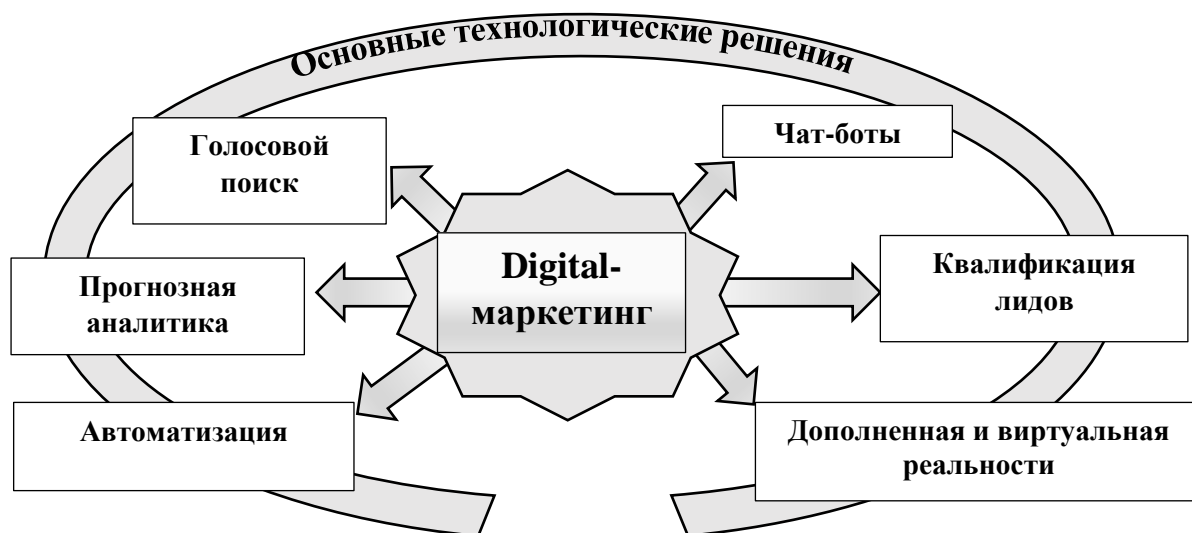 Основные технологические решения
Голосовой
поиск
Чат-боты
Digital-
маркетинг
Прогнозная
аналитика
Квалификация
лидов
Автоматизация
Дополненная и виртуальная
реальности